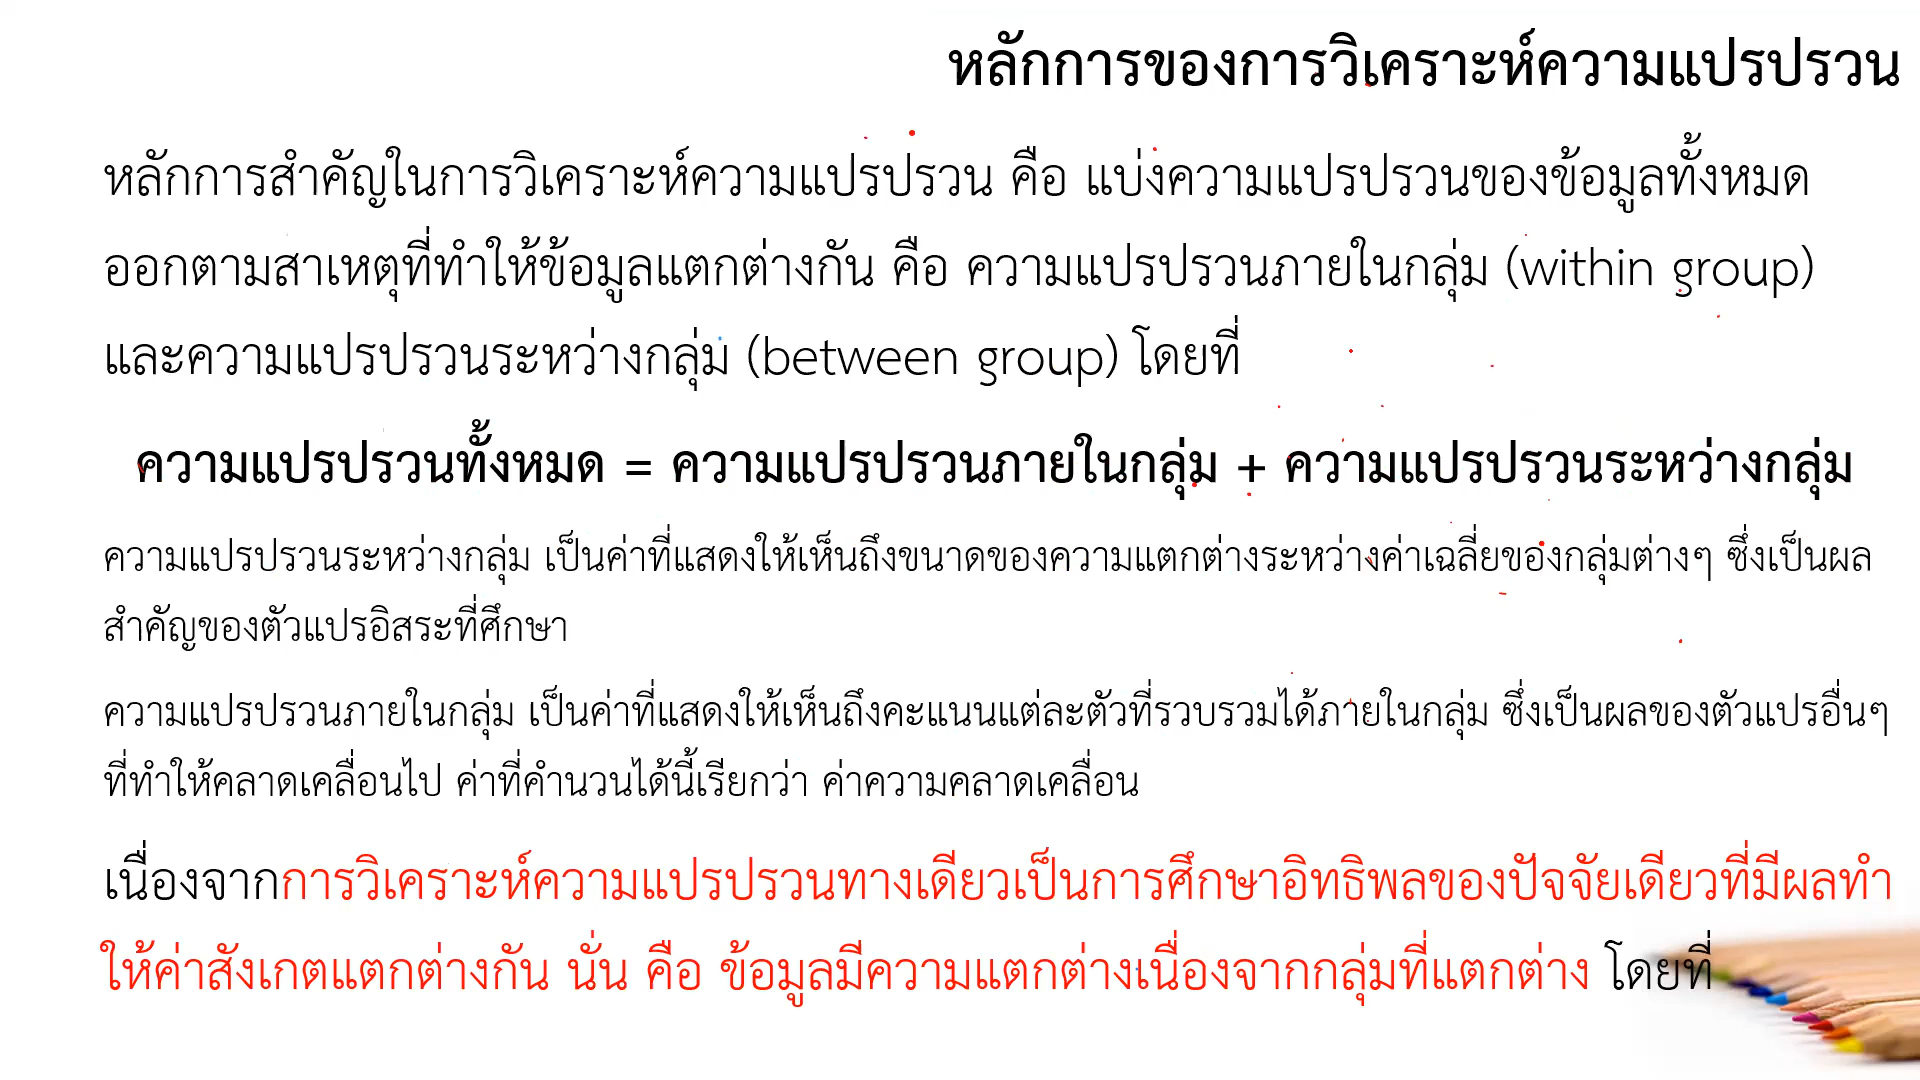 หลักการของการวิเคราะห์ความแปรปรวน
หลักการสำคัญในการวิเคราะห์ความแปรปรวน คือ แบ่งความแปรปรวนของข้อมูลทั้งหมด
ออกตามสาเหตุที่ทำให้ข้อมูลแตกต่างกัน คือ ความแปรปรวนภายในกลุ่ม (within group)
และความแปรปรวนระหว่างกลุ่ม (between group) โดยที่
ความแปรปรวนทั้งหมด = ความแปรปรวนภายในกลุ่ม + ความแปรปรวนระหว่างกลุ่ม
ความแปรปรวนระหว่างกลุ่ม เป็นค่าที่แสดงให้เห็นถึงขนาดของความแตกต่างระหว่างค่าเฉลี่ยของกลุ่มต่างๆ ซึ่งเป็นผล
สำคัญของตัวแปรอิสระที่ศึกษา
ความแปรปรวนภายในกลุ่ม เป็นค่าที่แสดงให้เห็นถึงคะแนนแต่ละตัวที่รวบรวมได้ภายในกลุ่ม ซึ่งเป็นผลของตัวแปรอื่นๆ
ที่ทำให้คลาดเคลื่อนไป ค่าที่คำนวนได้นี้เรียกว่า ค่าความคลาดเคลื่อน
เนื่องจากการวิเคราะห์ความแปรปรวนทางเดียวเป็นการศึกษาอิทธิพลของปัจจัยเดียวที่มีผลทำ
ให้ค่าสังเกตแตกต่างกัน นั่น คือ ข้อมูลมีความแตกต่างเนื่องจากกลุ่มที่แตกต่าง โดยที่